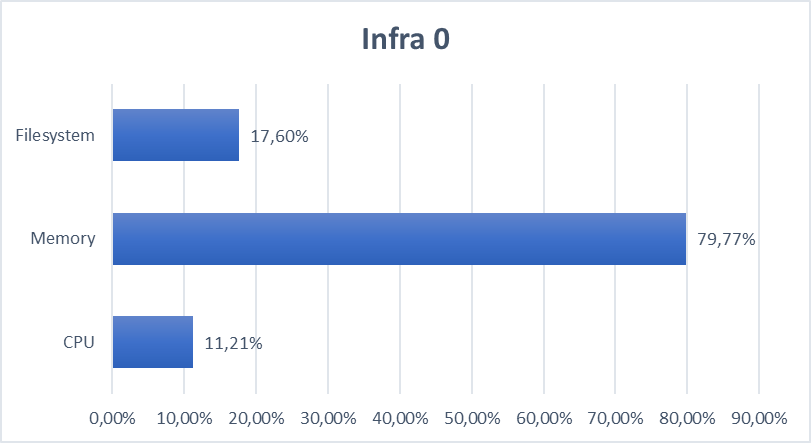 Infra 0
Filesystem 17,60%
Memory 79,77%
CPU 11,21%
0,00% 10,00% 20,00% 30,00% 40,00% 50,00% 60,00% 70,00% 80,00% 90,00%